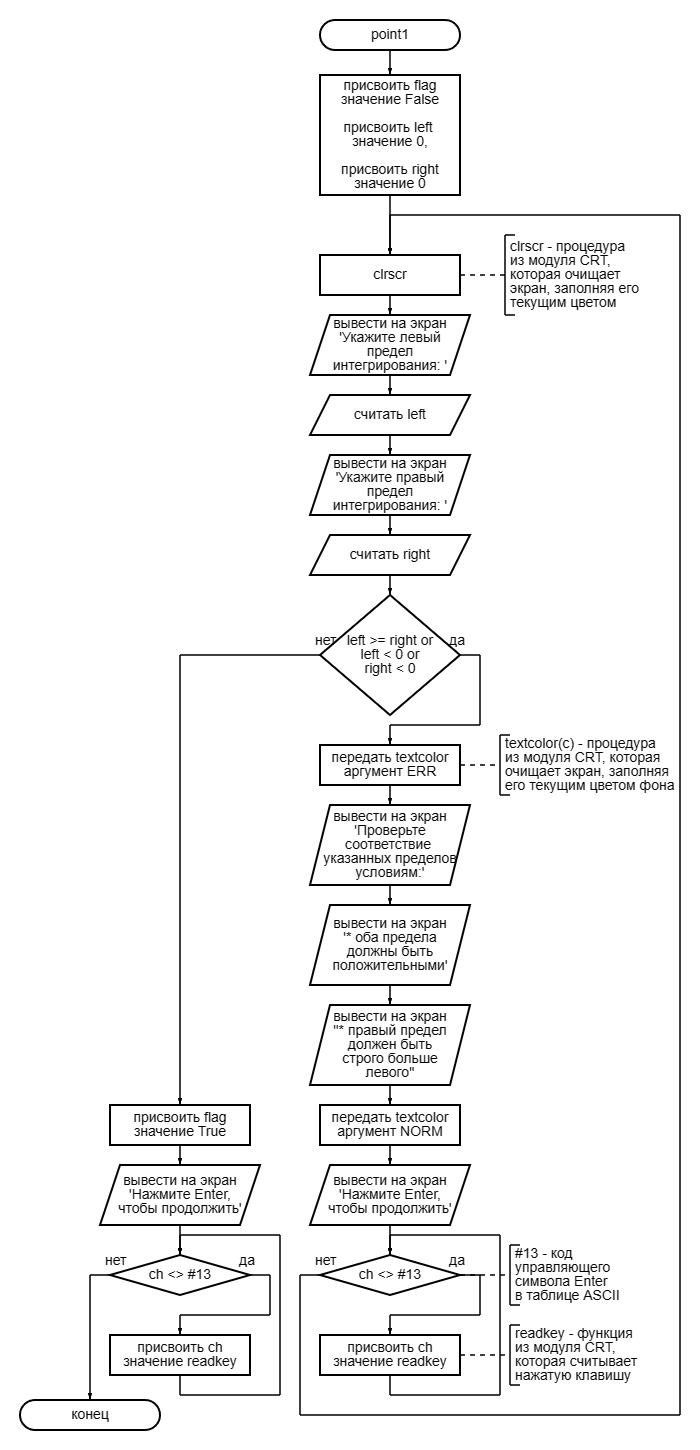 point1
присвоить flag
значение False
присвоить left
значение 0,
присвоить right
значение 0
clrscr
clrscr - процедура
из модуля CRT,
которая очищает
экран, заполняя его
текущим цветом
вывести на экран
'Укажите левый
предел
интегрирования: '
считать left
вывести на экран
'Укажите правый
предел
интегрирования: '
считать right
нет
left >= right or
left < 0 or
right < 0
да
передать textcolor
аргумент ERR
textcolor(c) - процедура
из модуля CRT, которая
очищает экран, заполняя
его текущим цветом фона
вывести на экран
'Проверьте
соответствие
указанных пределов
условиям:'
вывести на экран
'* оба предела
должны быть
положительными'
вывести на экран
"* правый предел
должен быть
строго больше
левого"
присвоить flag
значение True
передать textcolor
аргумент NORM
вывести на экран
'Нажмите Enter,
чтобы продолжить'
вывести на экран
'Нажмите Enter,
чтобы продолжить'
нет
ch <> #13
да
нет
ch <> #13
да
#13 - код
управляющего
символа Enter
в таблице ASCII
присвоить ch
значение readkey
присвоить ch
значение readkey
readkey - функция
из модуля CRT,
которая считывает
нажатую клавишу
конец